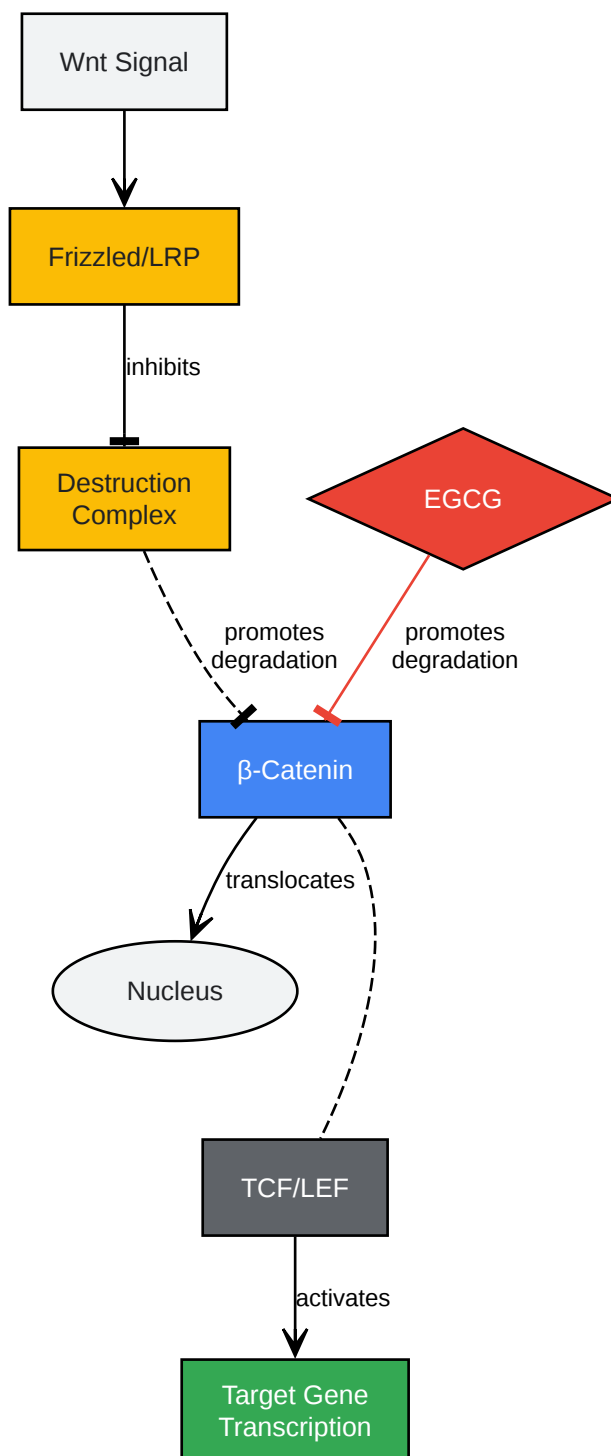 Wnt Signal
Frizzled/LRP
inhibits
Destruction
Complex
EGCG
promotes
degradation
promotes
degradation
β-Catenin
translocates
Nucleus
TCF/LEF
activates
Target Gene
Transcription